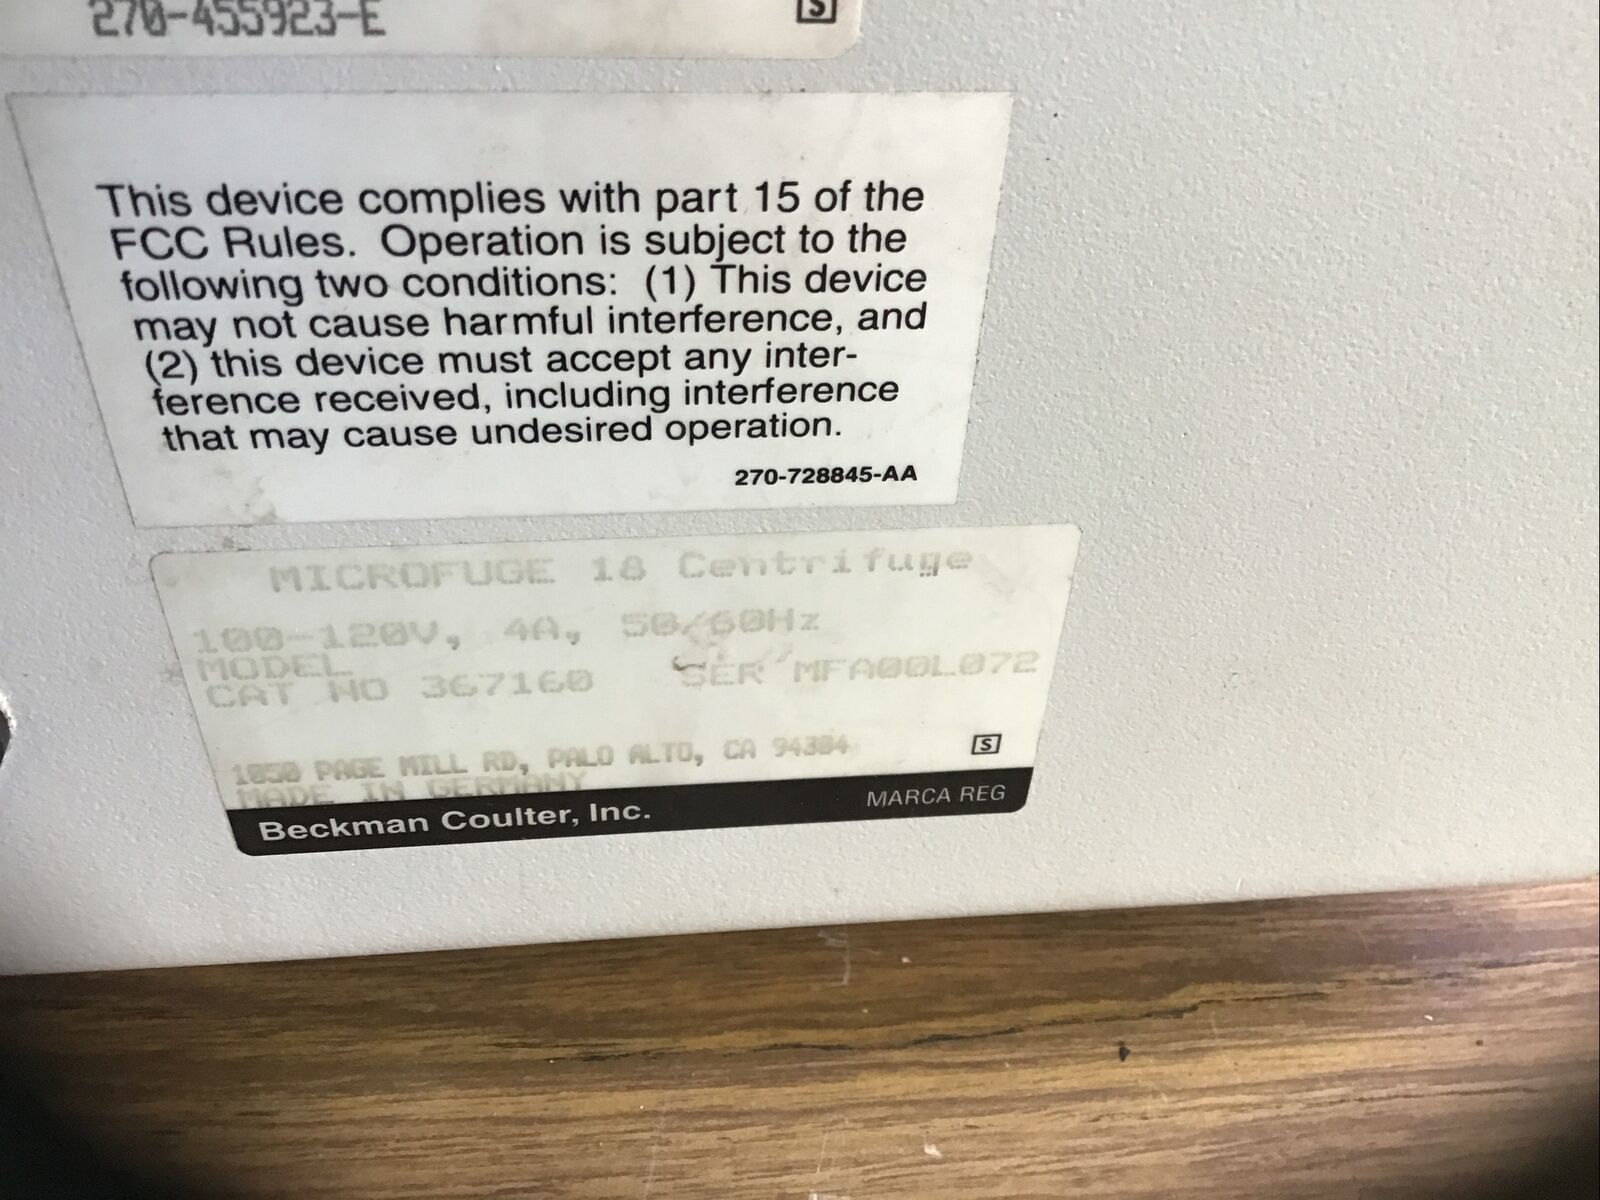 270-455923-E
S
This device complies with part 15 of the
FCC Rules. Operation is subject to the
following two conditions: (1) This device
may not cause harmful interference, and
(2) this device must accept any inter-
ference received, including interference
that may cause undesired operation.
270-728845-AA
MICROFUGE 18 Centrifuge
100-120V, 4A, 50/60Hz
MODEL
CAT NO 367160 SER MFA00L072
1050 PAGE MILL RD, PALO ALTO, CA 94304
S
MADE IN GERMANY
Beckman Coulter, Inc. MARCA REG